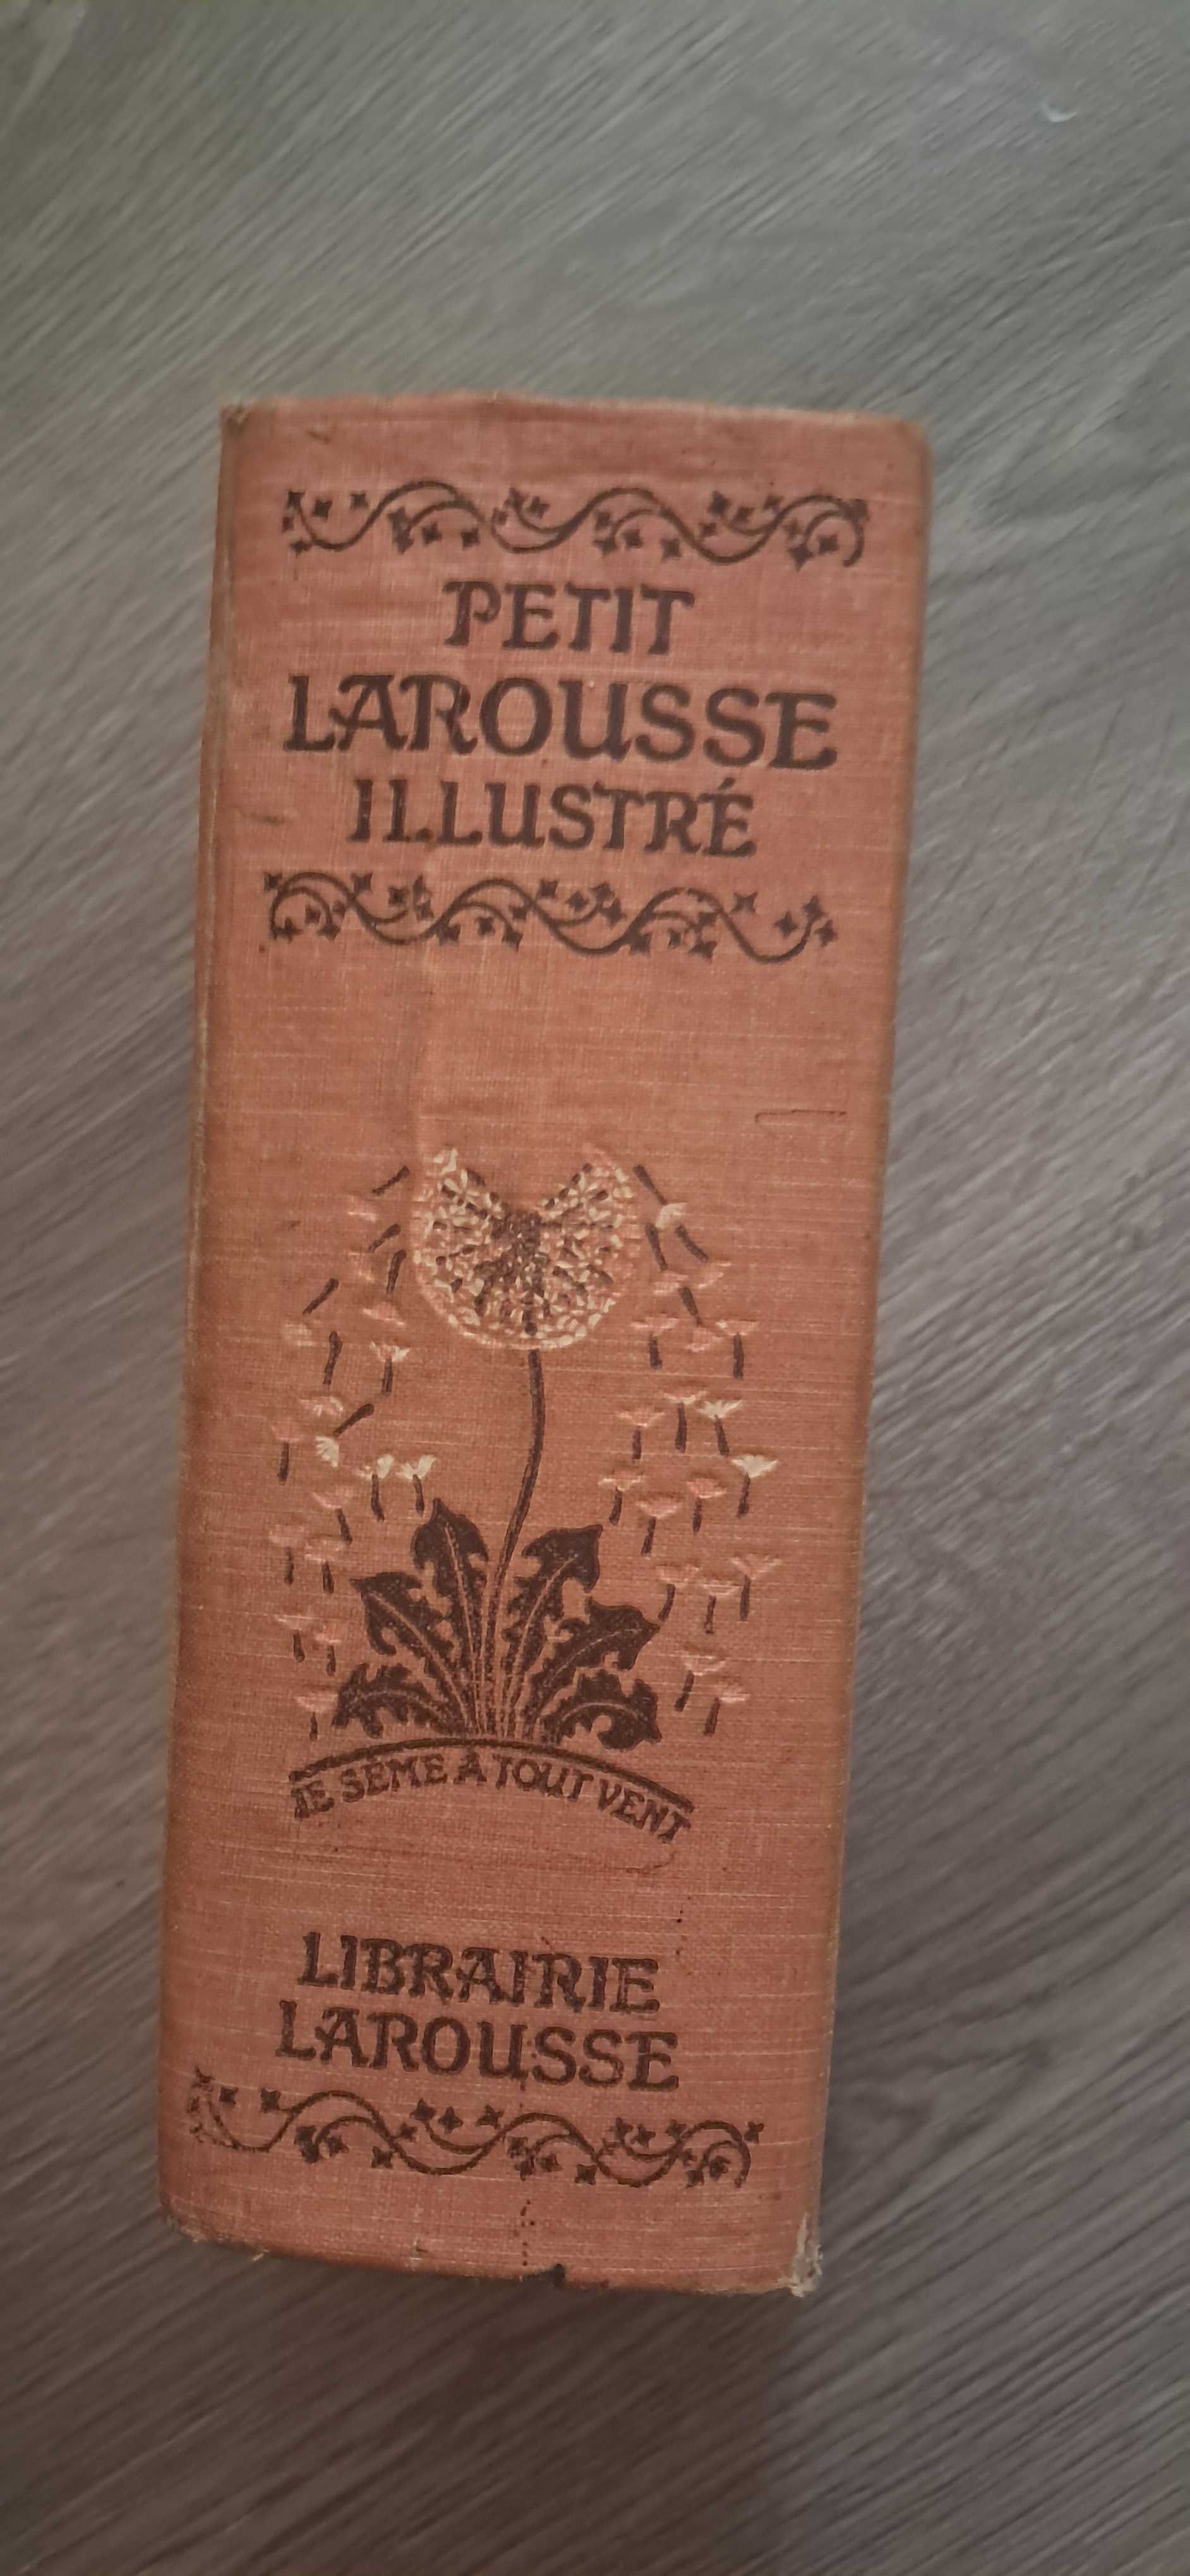 PETIT
LAROUSSE
ILLUSTRÉ
JE SÈME À TOUT VENT
LIBRAIRIE
LAROUSSE